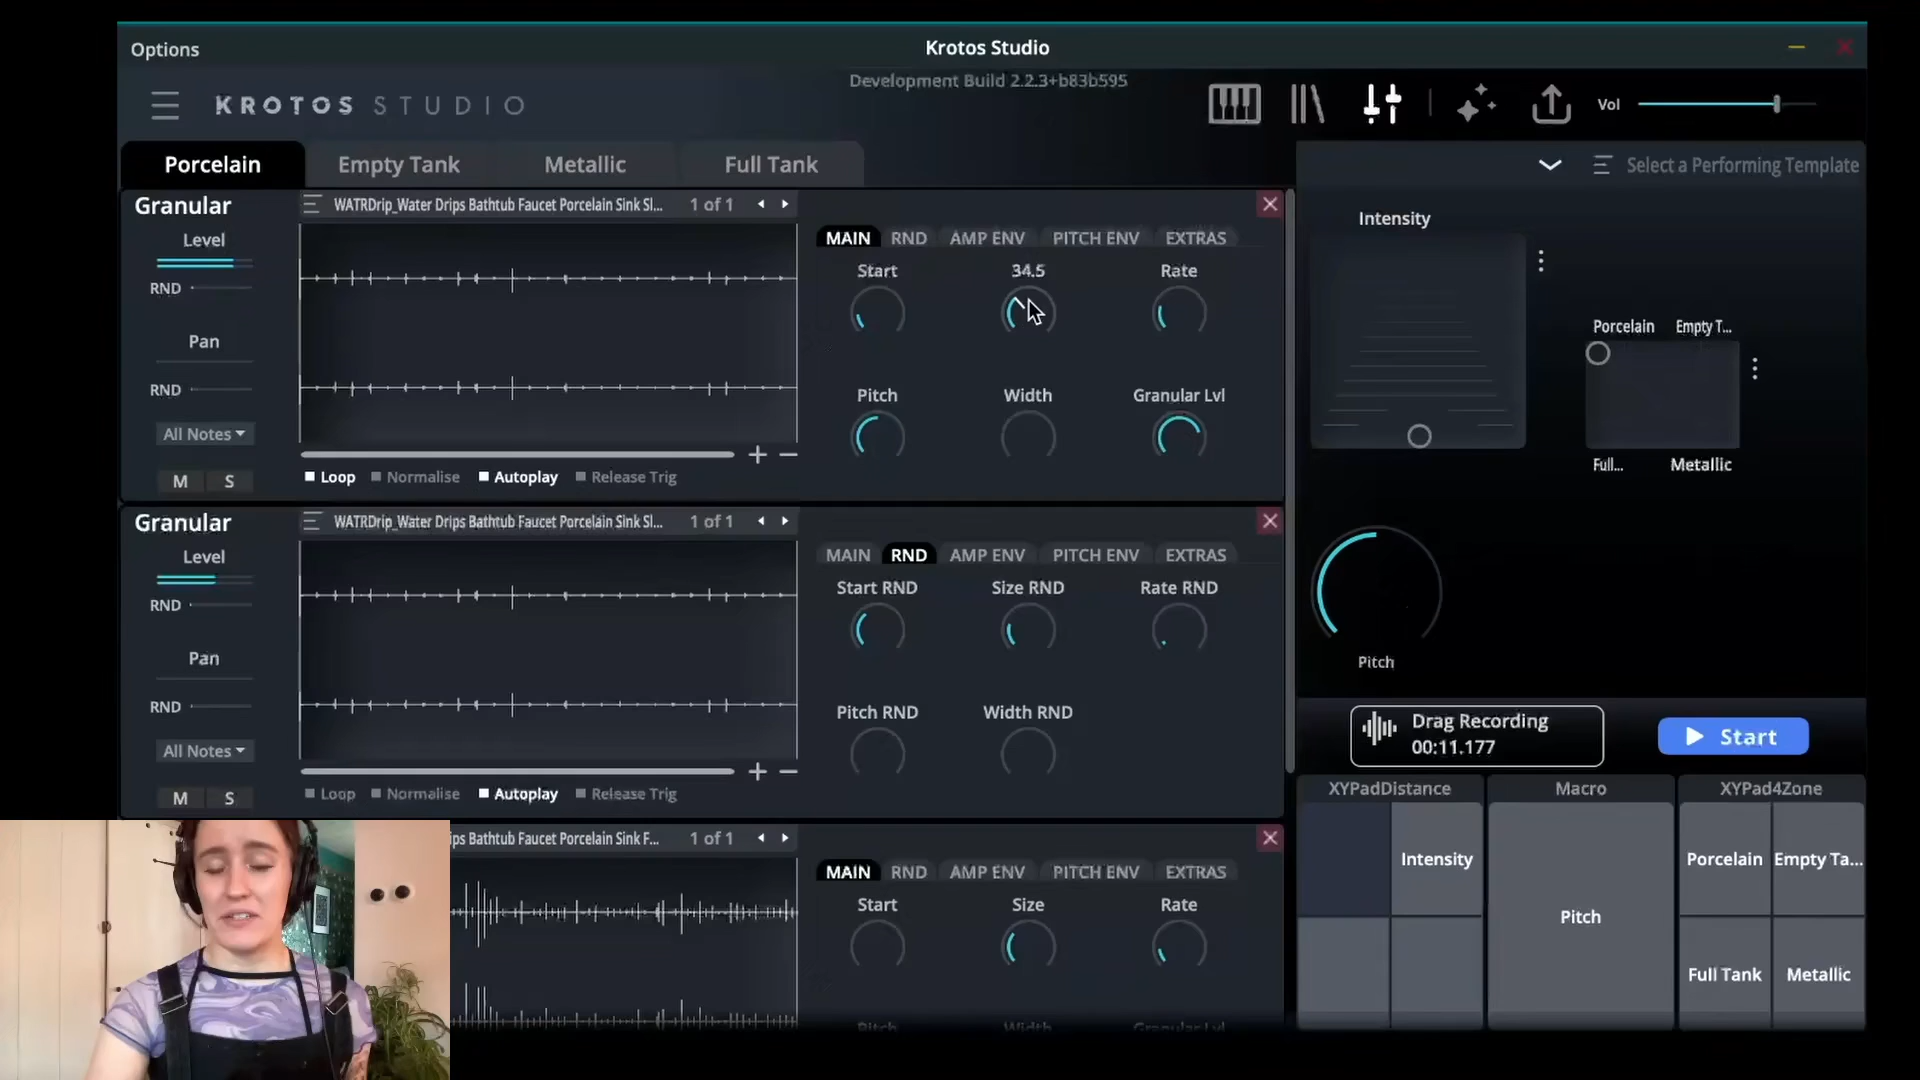 Options
Krotos Studio
Development Build 2.2.3+b83b595
KROTOS STUDIO
Vol
Porcelain Empty Tank Metallic Full Tank
Select a Performing Template
Granular
WATRDrip_Water Drips Bathtub Faucet Porcelain Sink Sl... 1 of 1
Level
RND
Pan
RND
All Notes
M S
Loop Normalise Autoplay Release Trig
MAIN RND AMP ENV PITCH ENV EXTRAS
Start 34.5 Rate
Pitch Width Granular Lvl
Granular
WATRDrip_Water Drips Bathtub Faucet Porcelain Sink Sl... 1 of 1
Level
RND
Pan
RND
All Notes
M S
Loop Normalise Autoplay Release Trig
MAIN RND AMP ENV PITCH ENV EXTRAS
Start RND Size RND Rate RND
Pitch RND Width RND
ips Bathtub Faucet Porcelain Sink F... 1 of 1
MAIN RND AMP ENV PITCH ENV EXTRAS
Start Size Rate
Pitch Width Granular Lvl
Intensity
Porcelain Empty T...
Full... Metallic
Pitch
Drag Recording
00:11.177
Start
XYPadDistance Macro XYPad4Zone
Intensity
Pitch
Porcelain Empty Ta...
Full Tank Metallic